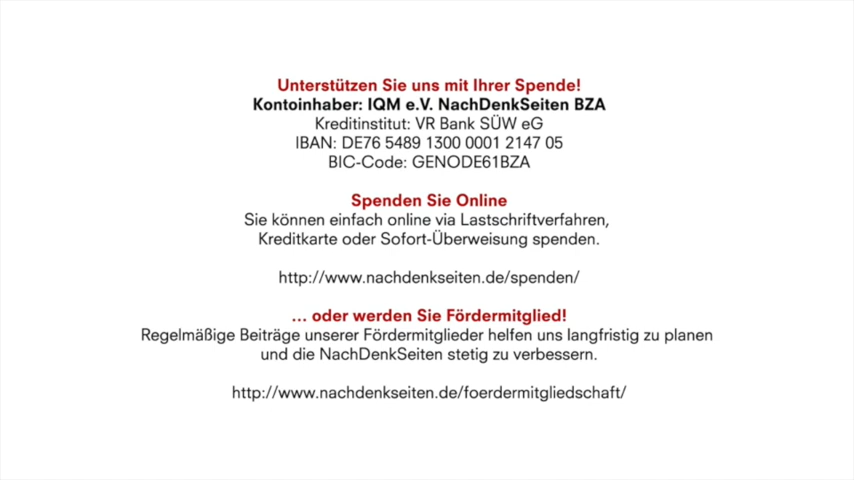 Unterstützen Sie uns mit Ihrer Spende!
Kontoinhaber: IQM e.V. NachDenkSeiten BZA
Kreditinstitut: VR Bank SÜW eG
IBAN: DE76 5489 1300 0001 2147 05
BIC-Code: GENODE61BZA
Spenden Sie Online
Sie können einfach online via Lastschriftverfahren,
Kreditkarte oder Sofort-Überweisung spenden.
http://www.nachdenkseiten.de/spenden/
... oder werden Sie Fördermitglied!
Regelmäßige Beiträge unserer Fördermitglieder helfen uns langfristig zu planen
und die NachDenkSeiten stetig zu verbessern.
http://www.nachdenkseiten.de/foerdermitgliedschaft/